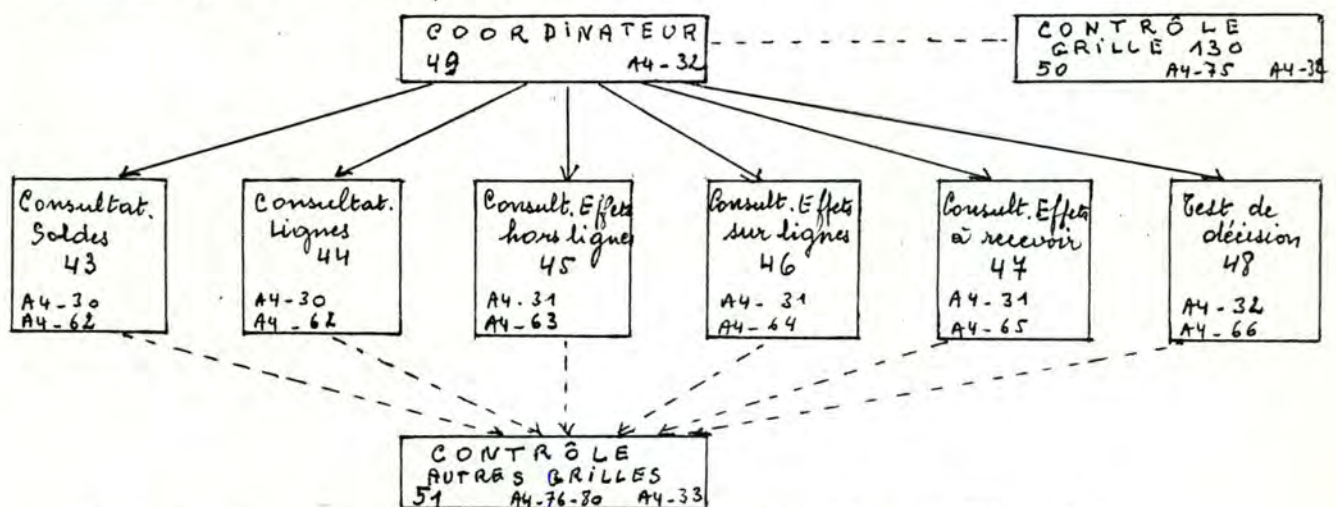 COORDINATEUR
49 A4-32
CONTRÔLE
GRILLE 130
50 A4-75 A4-32
Consultat.
Soldes
43
A4-30
A4-62
Consultat.
Lignes
44
A4-30
A4-62
Consult. Effets
hors lignes
45
A4-31
A4-63
Consult. Effets
sur lignes
46
A4-31
A4-64
Consult. Effets
à recevoir
47
A4-31
A4-65
Test de
décision
48
A4-32
A4-66
CONTRÔLE
AUTRES GRILLES
51 A4-76-80 A4-33